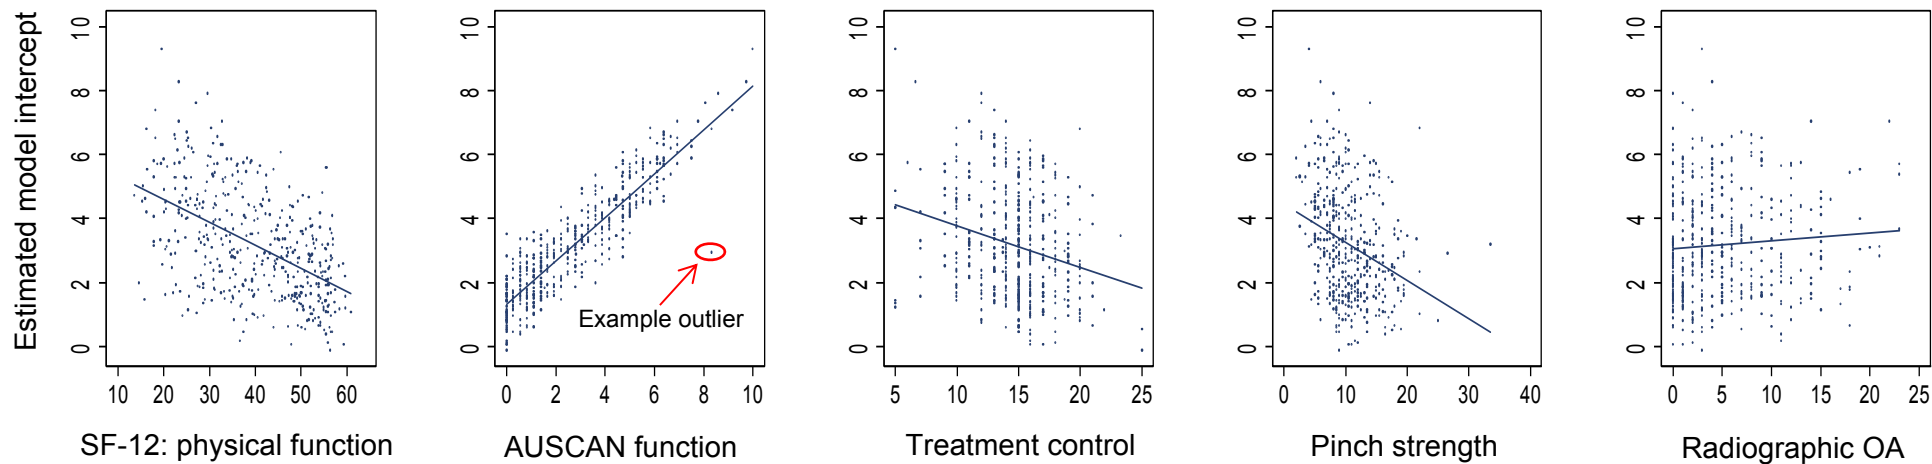 Estimated model intercept
10
8
6
4
2
0
10 20 30 40 50 60
SF-12: physical function
10
8
6
4
2
0
Example outlier
0 2 4 6 8 10
AUSCAN function
10
8
6
4
2
0
5 10 15 20 25
Treatment control
10
8
6
4
2
0
0 10 20 30 40
Pinch strength
10
8
6
4
2
0
0 5 10 15 20 25
Radiographic OA